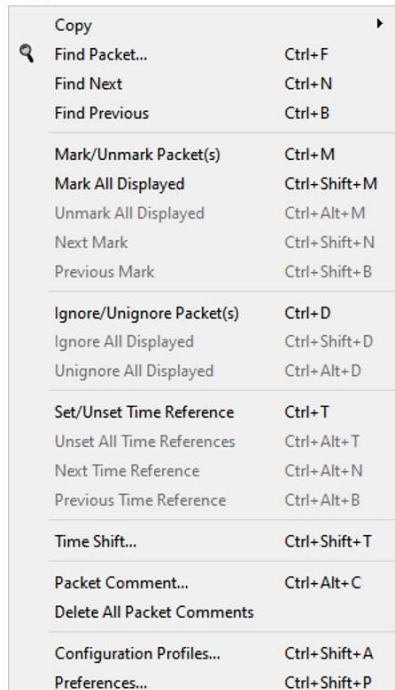 Copy
Find Packet... Ctrl+F
Find Next Ctrl+N
Find Previous Ctrl+B
Mark/Unmark Packet(s) Ctrl+M
Mark All Displayed Ctrl+Shift+M
Unmark All Displayed Ctrl+Alt+M
Next Mark Ctrl+Shift+N
Previous Mark Ctrl+Shift+B
Ignore/Unignore Packet(s) Ctrl+D
Ignore All Displayed Ctrl+Shift+D
Unignore All Displayed Ctrl+Alt+D
Set/Unset Time Reference Ctrl+T
Unset All Time References Ctrl+Alt+T
Next Time Reference Ctrl+Alt+N
Previous Time Reference Ctrl+Alt+B
Time Shift... Ctrl+Shift+T
Packet Comment... Ctrl+Alt+C
Delete All Packet Comments
Configuration Profiles... Ctrl+Shift+A
Preferences... Ctrl+Shift+P